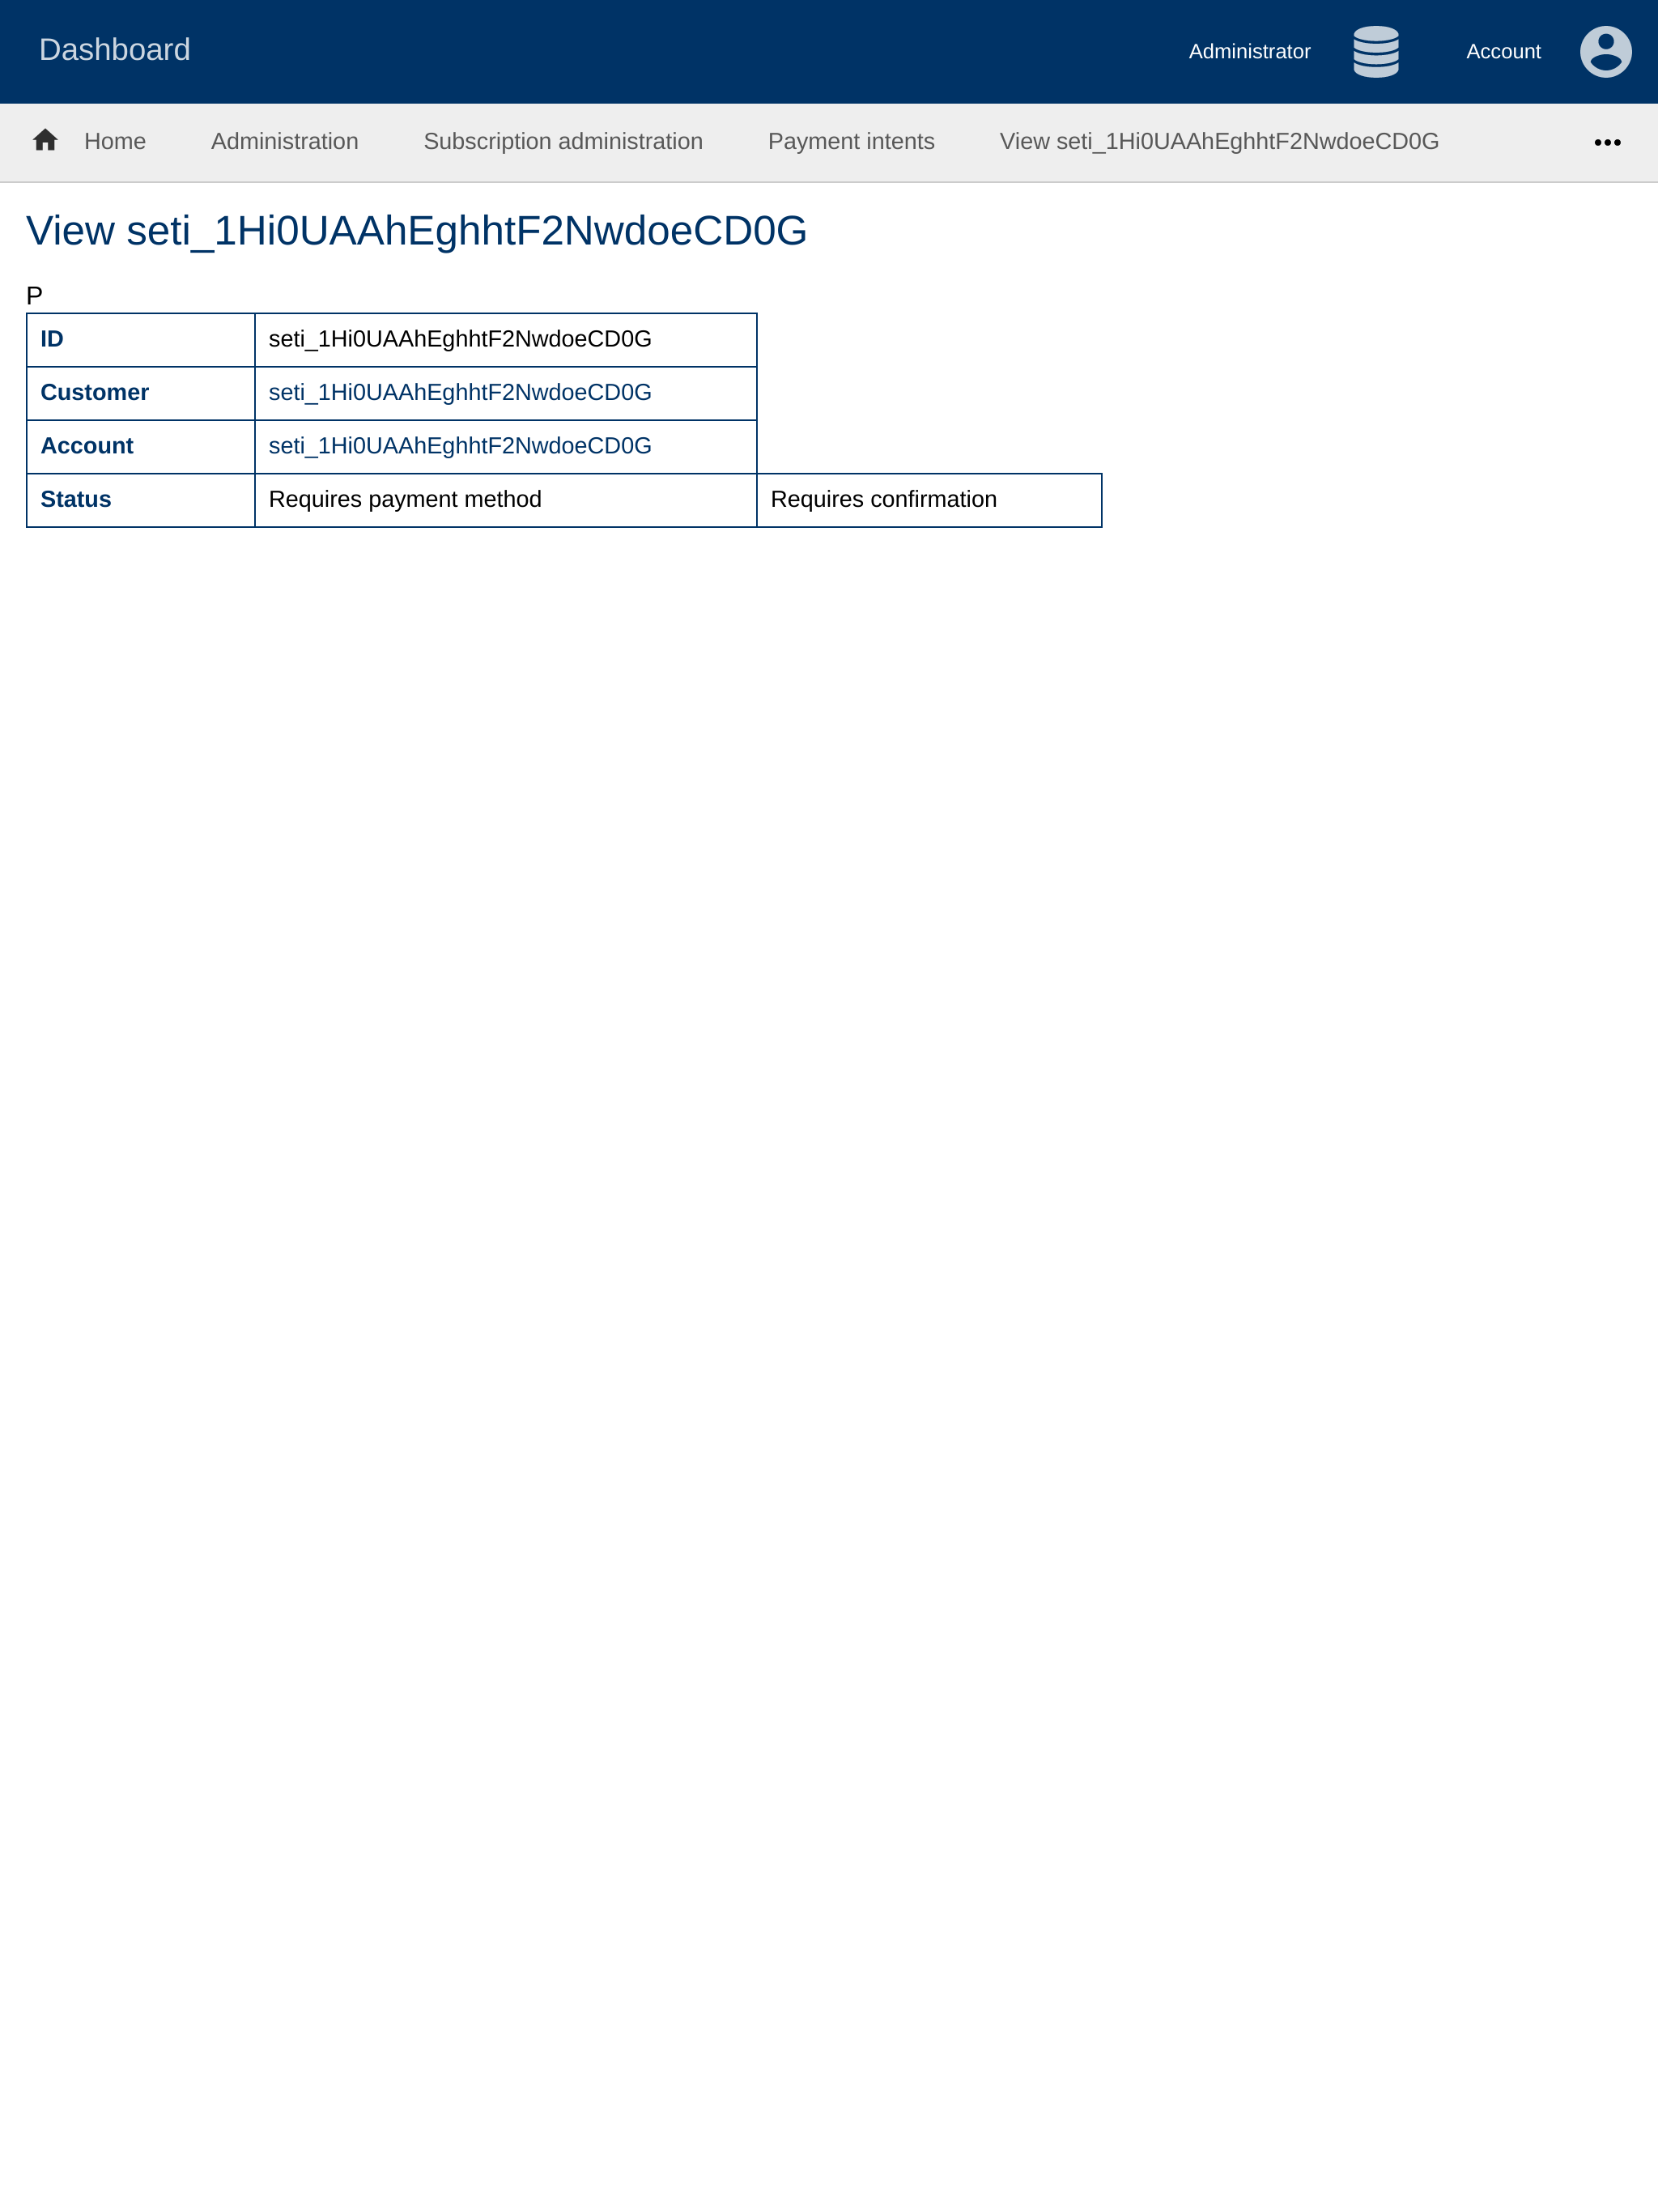 Dashboard Administrator Account
Home Administration Subscription administration Payment intents View seti_1Hi0UAAhEghhtF2NwdoeCD0G •••
View seti_1Hi0UAAhEghhtF2NwdoeCD0G
P
ID seti_1Hi0UAAhEghhtF2NwdoeCD0G
Customer seti_1Hi0UAAhEghhtF2NwdoeCD0G
Account seti_1Hi0UAAhEghhtF2NwdoeCD0G
Status Requires payment method Requires confirmation